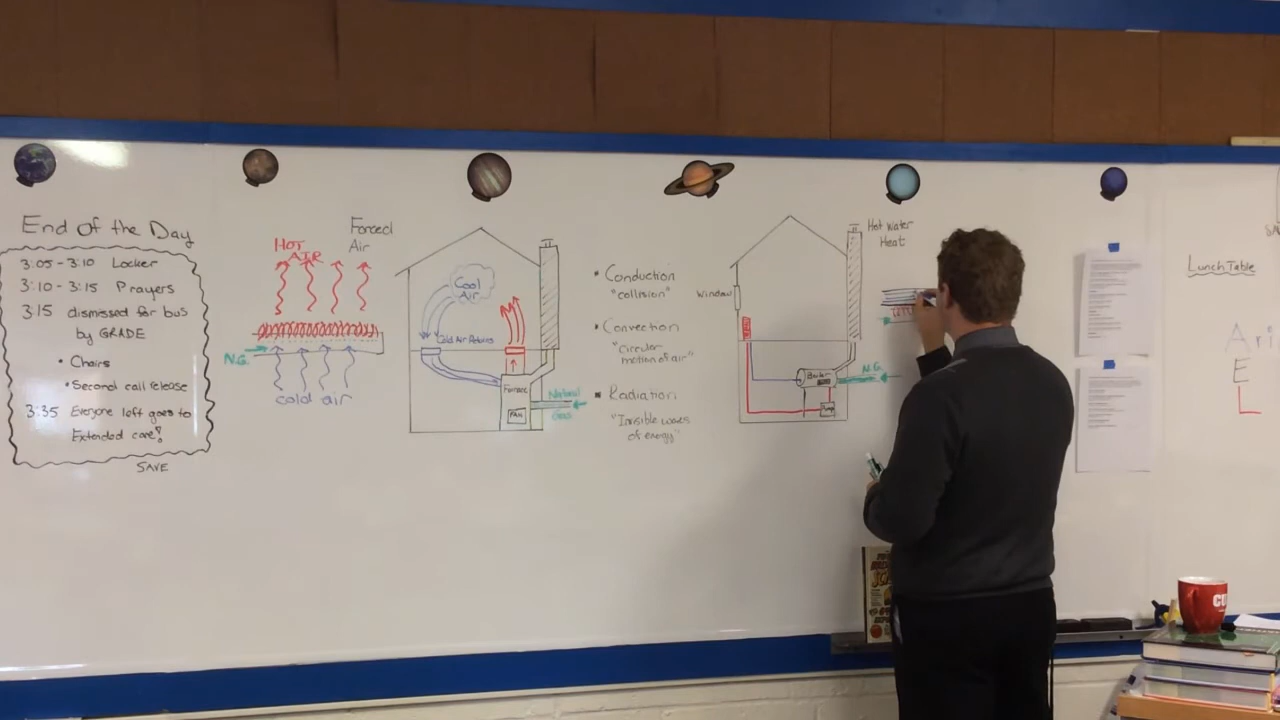 End of the Day
3:05 - 3:10 Locker
3:10 - 3:15 Prayers
3:15 dismissed for bus
by GRADE
• Chairs
• Second call release
3:35 Everyone left goes to
Extended care!
SAVE
Forced
Air
HOT
AIR
N.G.
cold air
Cool
Air
Cold Air Returns
Furnace
FAN
Natural
Gas
• Conduction
"collision"
• Convection
"Circular
motion of air"
• Radiation
"Invisible waves
of energy"
Hot Water
Heat
Window
Boiler
N.G.
Pump
Lunch Table
E
L